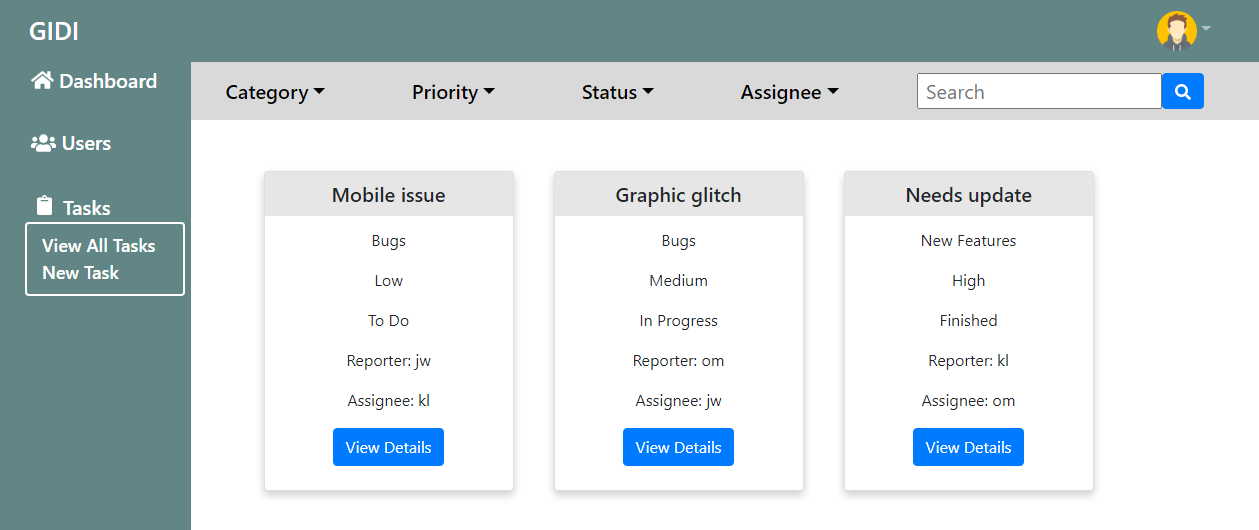 GIDI
Dashboard
Users
Tasks
View All Tasks
New Task
Category
Priority
Status
Assignee
Search
Mobile issue
Bugs
Low
To Do
Reporter: jw
Assignee: kl
View Details
Graphic glitch
Bugs
Medium
In Progress
Reporter: om
Assignee: jw
View Details
Needs update
New Features
High
Finished
Reporter: kl
Assignee: om
View Details